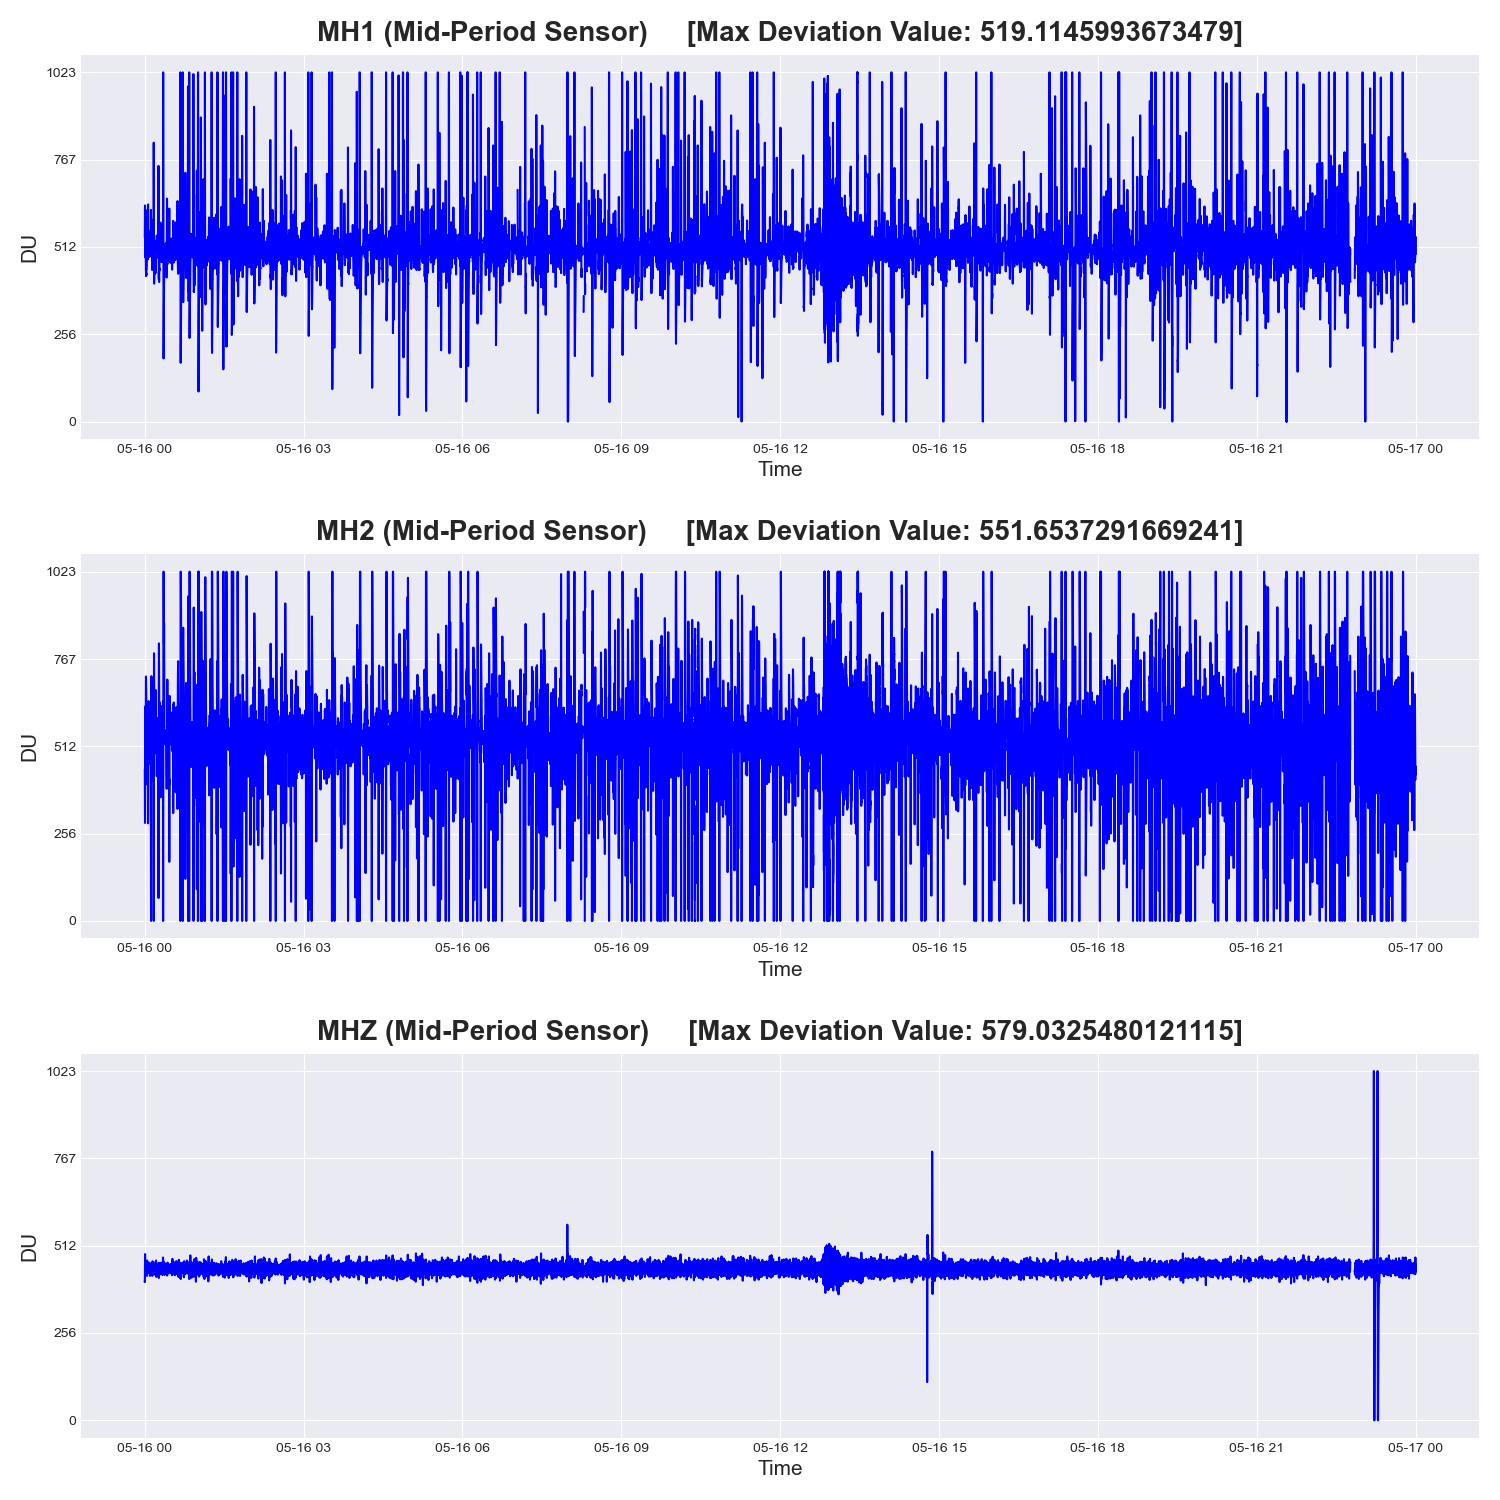 MH1 (Mid-Period Sensor) [Max Deviation Value: 519.1145993673479]
1023
767
512
256
0
DU
05-16 00 05-16 03 05-16 06 05-16 09 05-16 12 05-16 15 05-16 18 05-16 21 05-17 00
Time
MH2 (Mid-Period Sensor) [Max Deviation Value: 551.6537291669241]
1023
767
512
256
0
DU
05-16 00 05-16 03 05-16 06 05-16 09 05-16 12 05-16 15 05-16 18 05-16 21 05-17 00
Time
MHZ (Mid-Period Sensor) [Max Deviation Value: 579.0325480121115]
1023
767
512
256
0
DU
05-16 00 05-16 03 05-16 06 05-16 09 05-16 12 05-16 15 05-16 18 05-16 21 05-17 00
Time